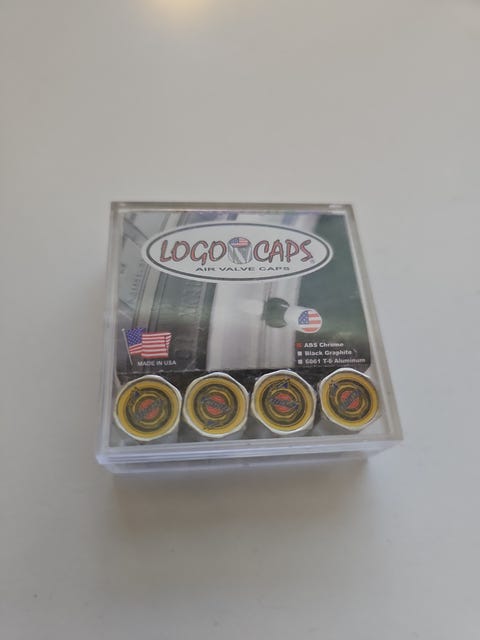 LOGO CAPS®
AIR VALVE CAPS
MADE IN USA
ABS Chrome
Black Graphite
6061 T-6 Aluminum